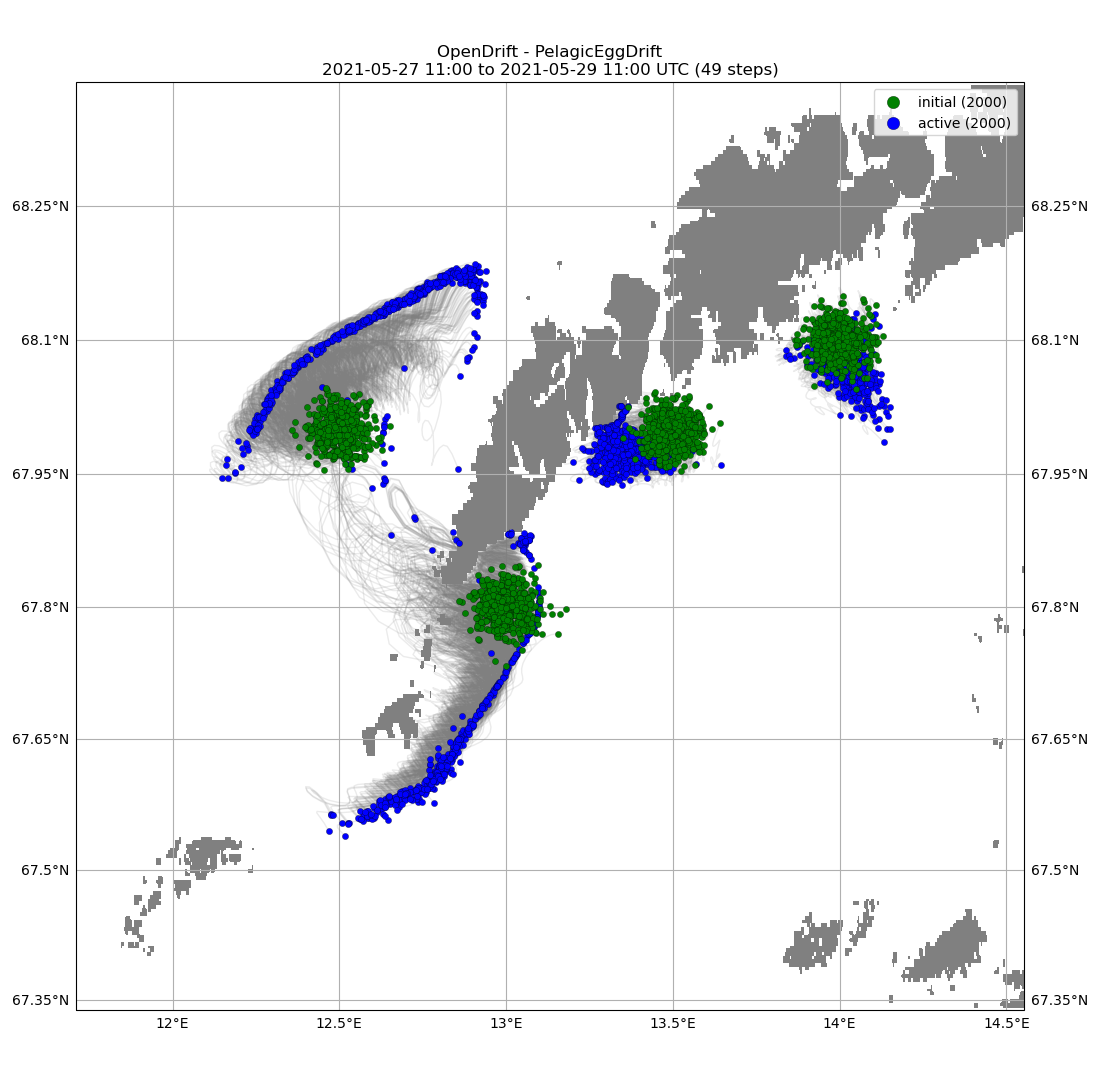 OpenDrift - PelagicEggDrift
2021-05-27 11:00 to 2021-05-29 11:00 UTC (49 steps)
initial (2000)
active (2000)
68.25°N 68.25°N
68.1°N 68.1°N
67.95°N 67.95°N
67.8°N 67.8°N
67.65°N 67.65°N
67.5°N 67.5°N
67.35°N 67.35°N
12°E 12.5°E 13°E 13.5°E 14°E 14.5°E